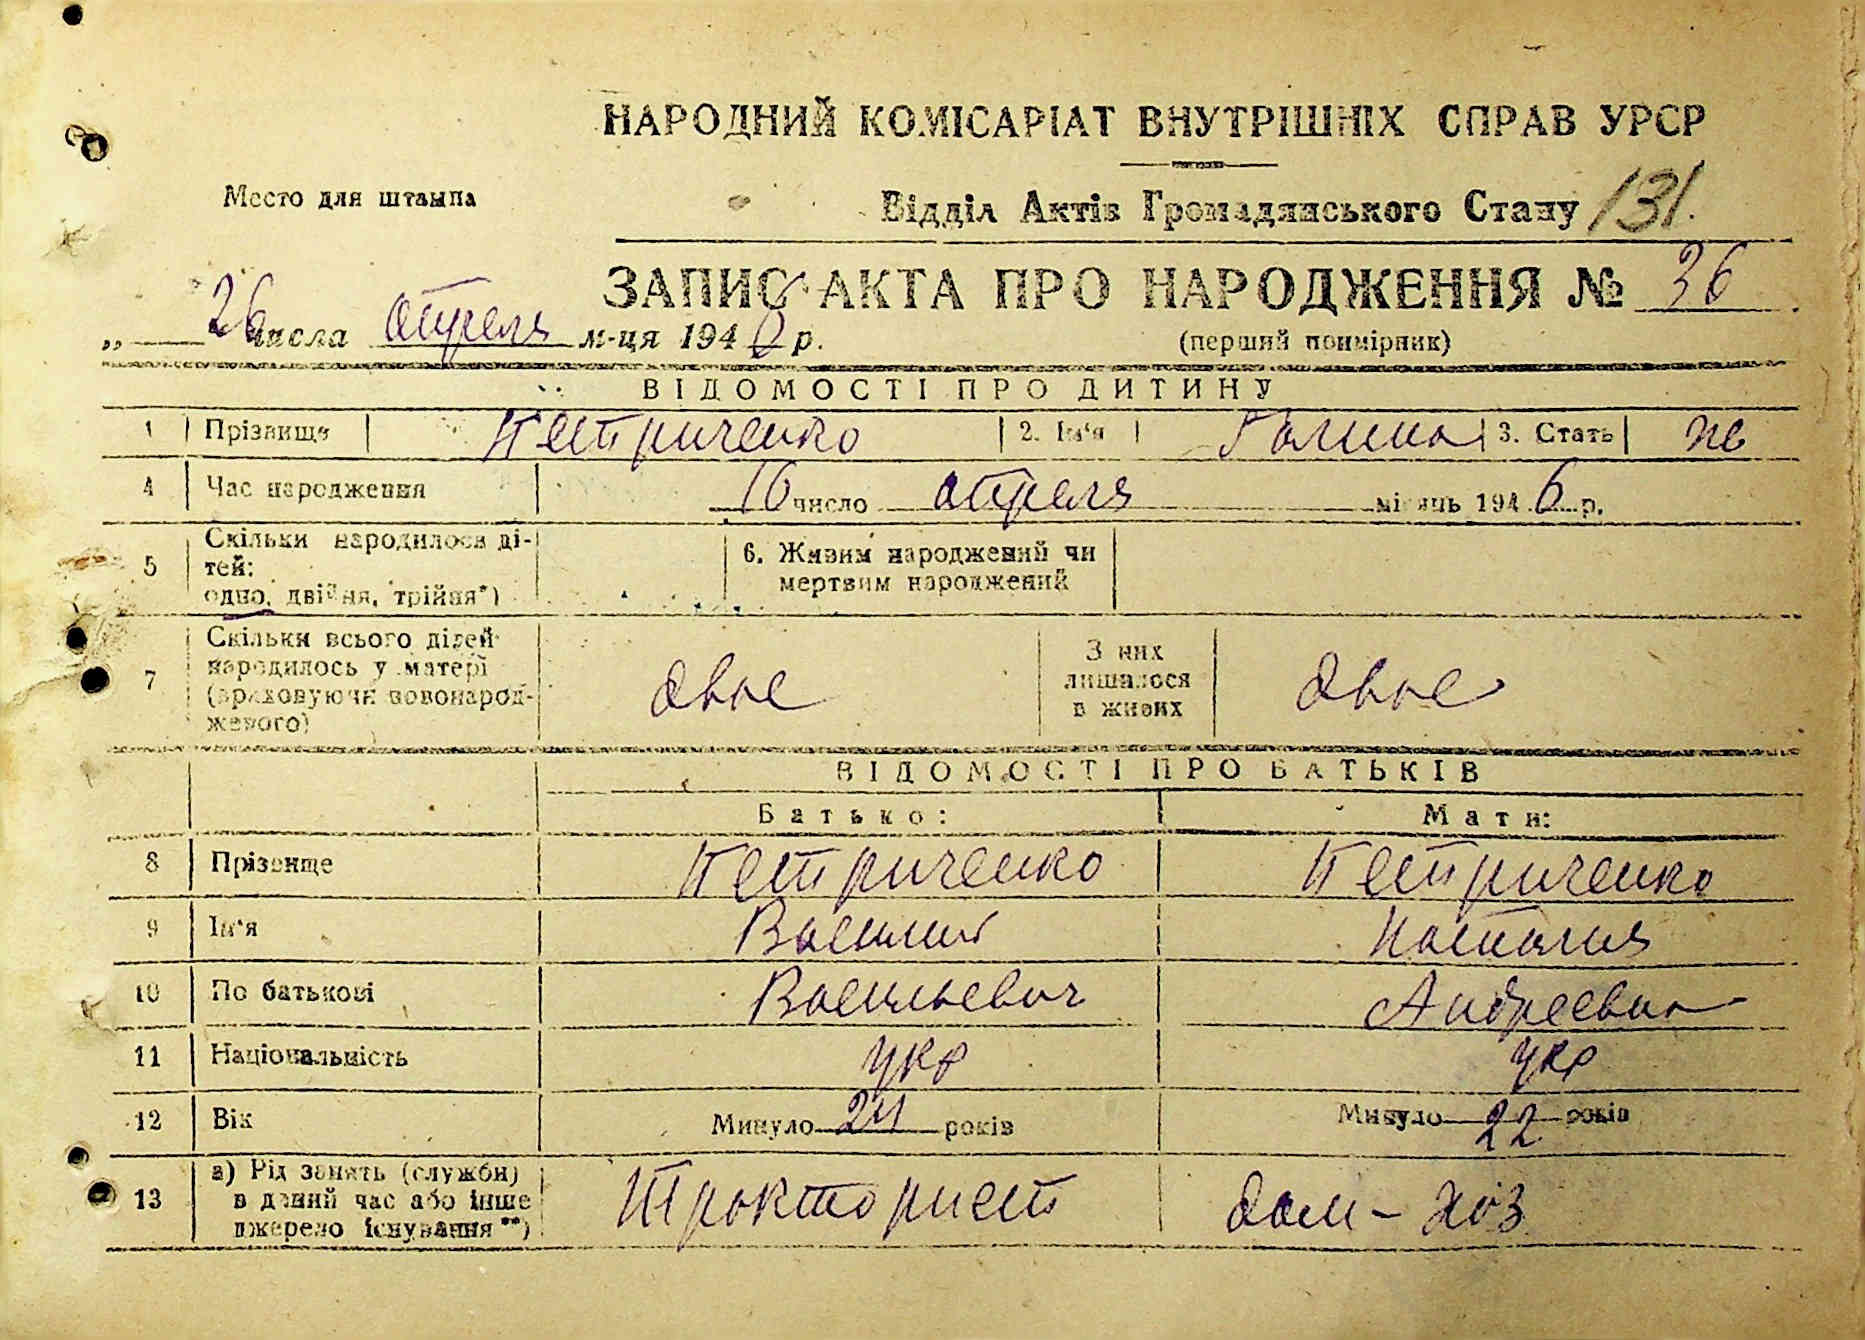 НАРОДНИЙ КОМІСАРІАТ ВНУТРІШНІХ СПРАВ УРСР
Место для штампа
Відділ Актів Громадянського Стану 131.
ЗАПИС АКТА ПРО НАРОДЖЕННЯ № 36
„ 26 числа апреля м-ця 1946 р.
(перший примірник)
ВІДОМОСТІ ПРО ДИТИНУ
1 Прізвище Петриченко 2. Ім'я Галина 3. Стать ж
4 Час народження 16 число апреля місяць 1946 р.
5 Скільки народилося ді-
тей:
одно, двійня, трійня*)
6. Живим народжений чи
мертвим народжений
7 Скільки всього дітей
народилось у матері
(враховуючи новонарод-
женого)
двое
З них
лишалося
в живих
двое
ВІДОМОСТІ ПРО БАТЬКІВ
Батько: Мати:
8 Прізвище Петриченко Петриченко
9 Ім'я Василий Наталия
10 По батькові Васильевич Андреевна
11 Національність укр укр
12 Вік Минуло 24 років Минуло 22 років
13 а) Рід занять (служби)
в даний час або інше
джерело існування**)
Тракторист дом-хоз